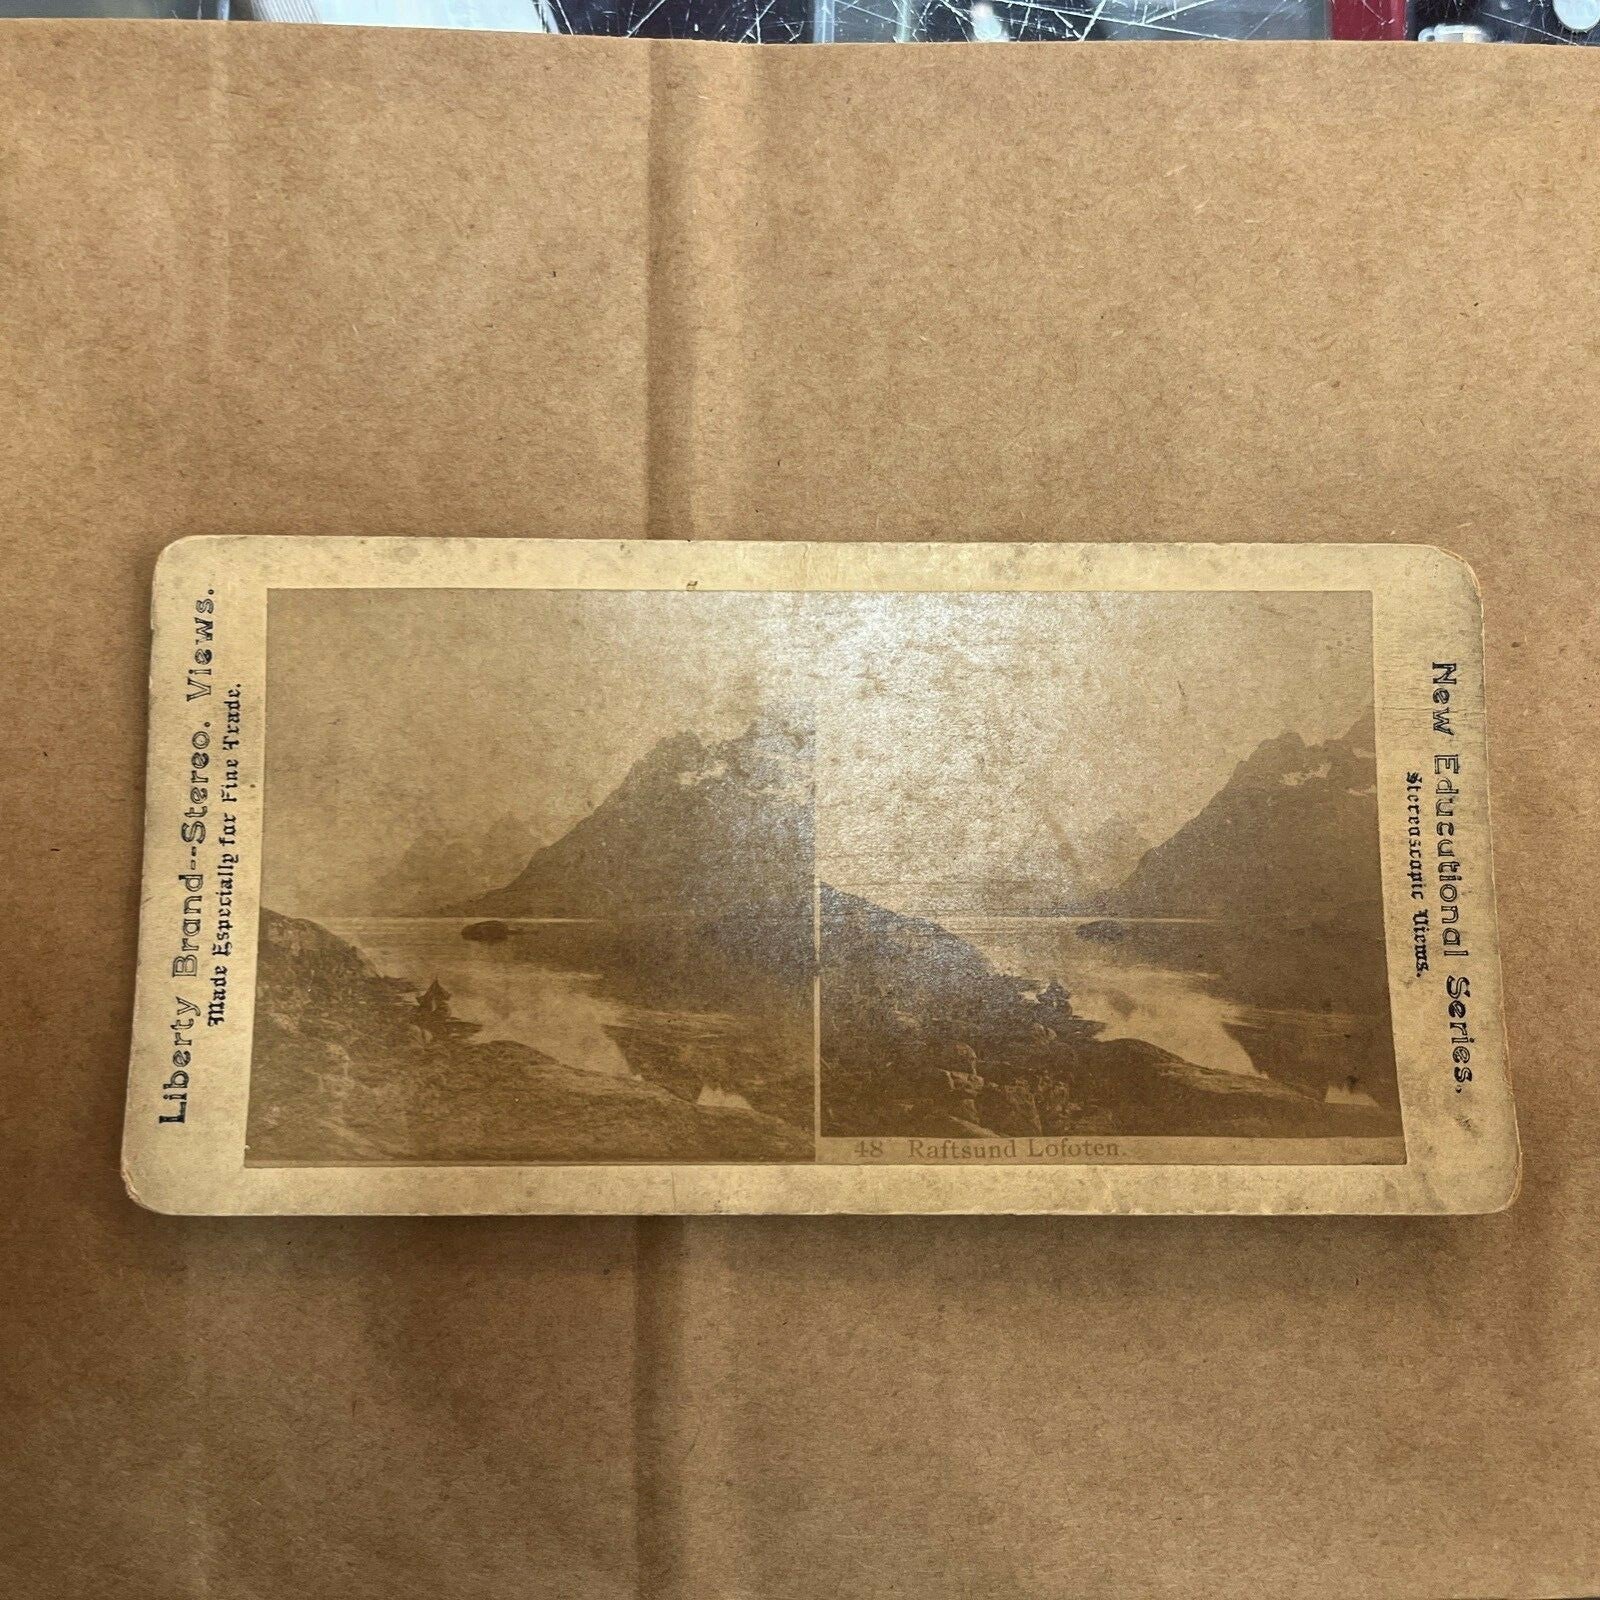 Liberty Brand--Stereo. Views.
Made Especially for Fine Trade.
48 Raftsund Lofoten.
New Educational Series.
Stereoscopic Views.